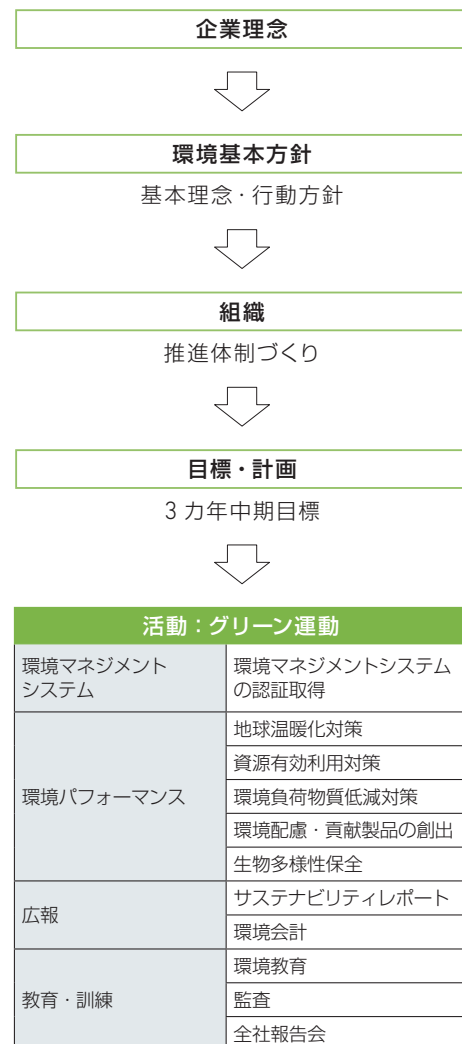 企業理念
環境基本方針
基本理念・行動方針
組織
推進体制づくり
目標・計画
3カ年中期目標
活動：グリーン運動
環境マネジメント
システム
環境マネジメントシステム
の認証取得
環境パフォーマンス
地球温暖化対策
資源有効利用対策
環境負荷物質低減対策
環境配慮・貢献製品の創出
生物多様性保全
広報
サステナビリティレポート
環境会計
教育・訓練
環境教育
監査
全社報告会